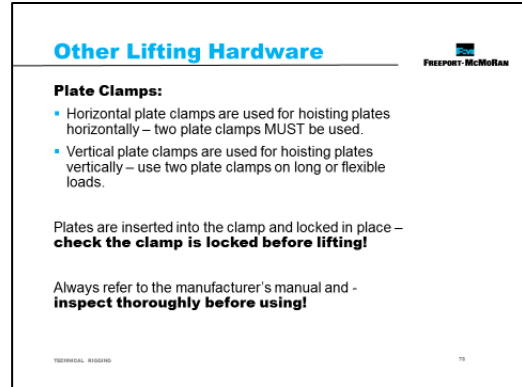 Other Lifting Hardware
FCX
FREEPORT-McMoRAN
Plate Clamps:
▪ Horizontal plate clamps are used for hoisting plates
horizontally – two plate clamps MUST be used.
▪ Vertical plate clamps are used for hoisting plates
vertically – use two plate clamps on long or flexible
loads.
Plates are inserted into the clamp and locked in place –
check the clamp is locked before lifting!
Always refer to the manufacturer's manual and -
inspect thoroughly before using!
TECHNICAL RIGGING